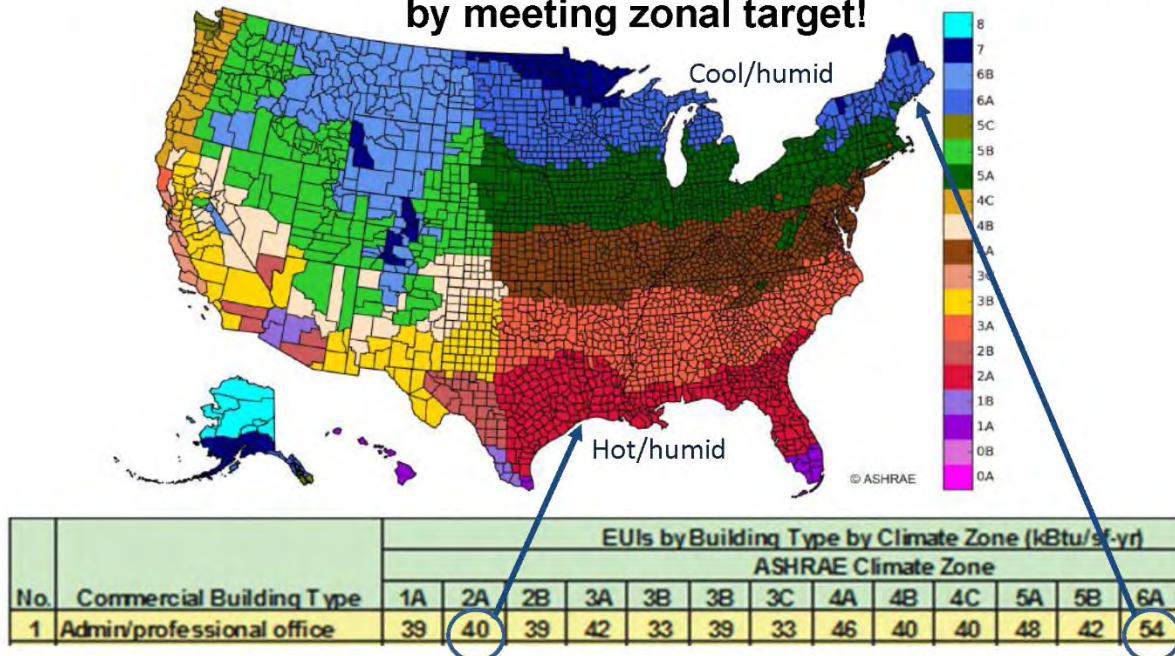 by meeting zonal target!
Cool/humid
8
7
6B
6A
5C
5B
5A
4C
4B
3B
3A
2B
2A
1B
1A
0B
0A
Hot/humid
© ASHRAE
EUIs by Building Type by Climate Zone (kBtu/sf-yr)
ASHRAE Climate Zone
No. Commercial Building Type 1A 2A 2B 3A 3B 3B 3C 4A 4B 4C 5A 5B 6A
1 Admin/professional office 39 40 39 42 33 39 33 46 40 40 48 42 54